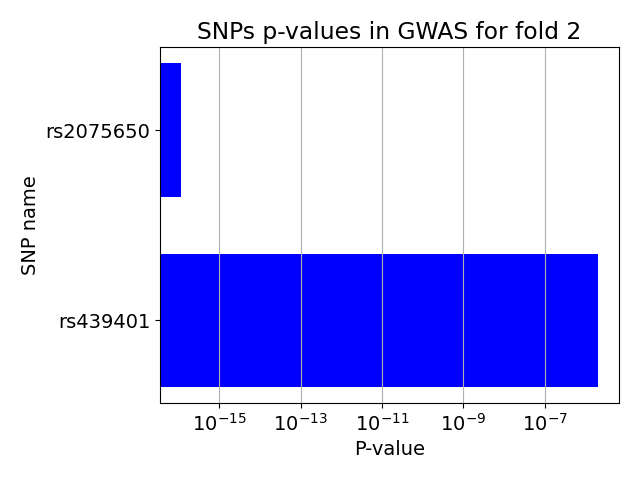 SNPs p-values in GWAS for fold 2
SNP name
rs2075650
rs439401
10⁻¹⁵ 10⁻¹³ 10⁻¹¹ 10⁻⁹ 10⁻⁷
P-value